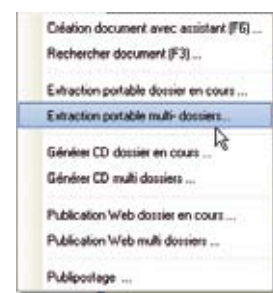 Création document avec assistant (F6) ...
Rechercher document (F3) ...
Extraction portable dossier en cours ...
Extraction portable multi- dossiers...
Générer CD dossier en cours ...
Générer CD multi dossiers ...
Publication Web dossier en cours ...
Publication Web multi dossiers ...
Publipostage ...